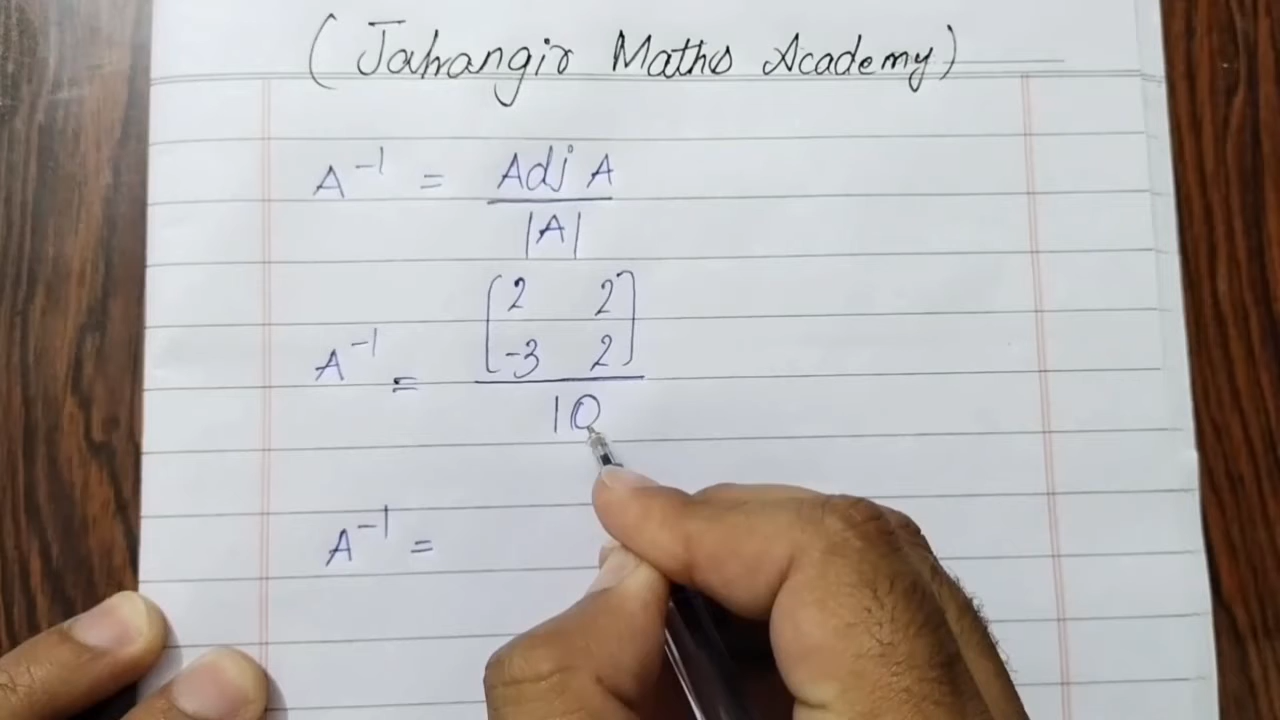 (Jahangir Maths Academy)
A⁻¹ = Adj A
|A|
[2 2
A⁻¹ = -3 2]
10
A⁻¹ =